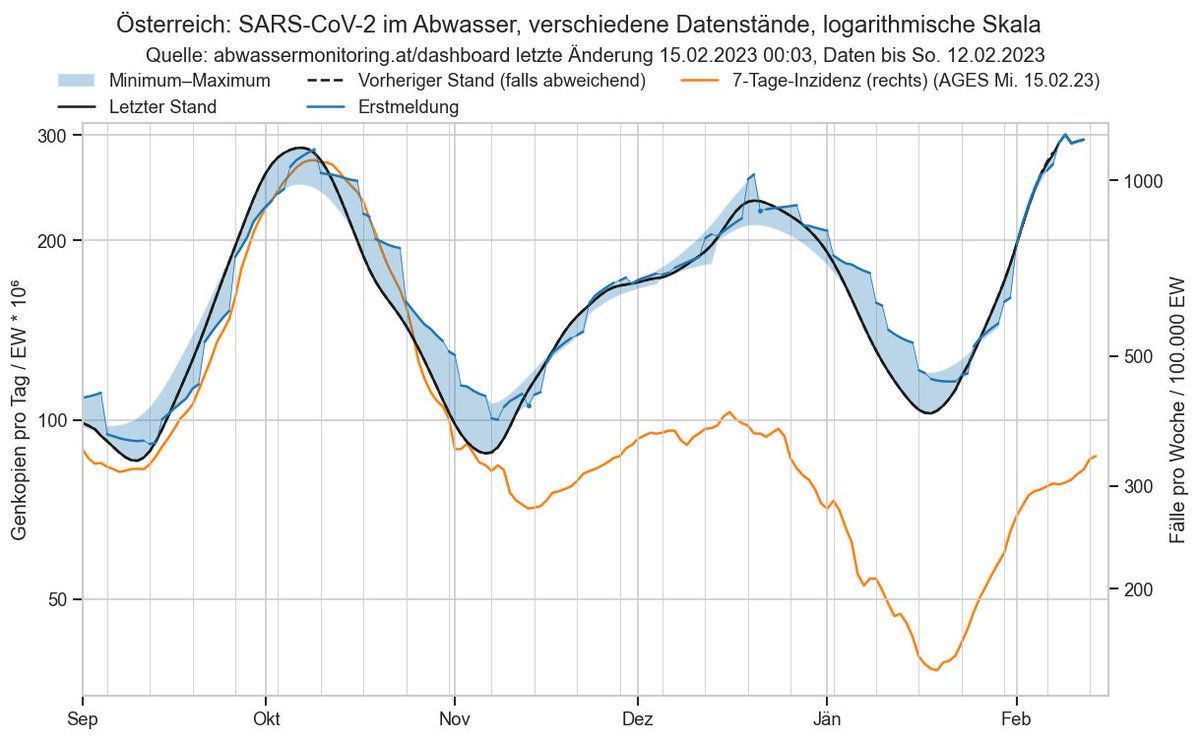 Österreich: SARS-CoV-2 im Abwasser, verschiedene Datenstände, logarithmische Skala
Quelle: abwassermonitoring.at/dashboard letzte Änderung 15.02.2023 00:03, Daten bis So. 12.02.2023
Minimum–Maximum
Vorheriger Stand (falls abweichend)
7-Tage-Inzidenz (rechts) (AGES Mi. 15.02.23)
Letzter Stand
Erstmeldung
Genkopien pro Tag / EW * 10⁶
300
200
100
50
1000
500
300
200
Fälle pro Woche / 100.000 EW
Sep
Okt
Nov
Dez
Jän
Feb